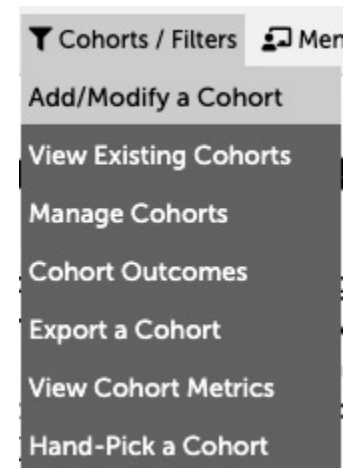 Cohorts / Filters Men
Add/Modify a Cohort
View Existing Cohorts
Manage Cohorts
Cohort Outcomes
Export a Cohort
View Cohort Metrics
Hand-Pick a Cohort